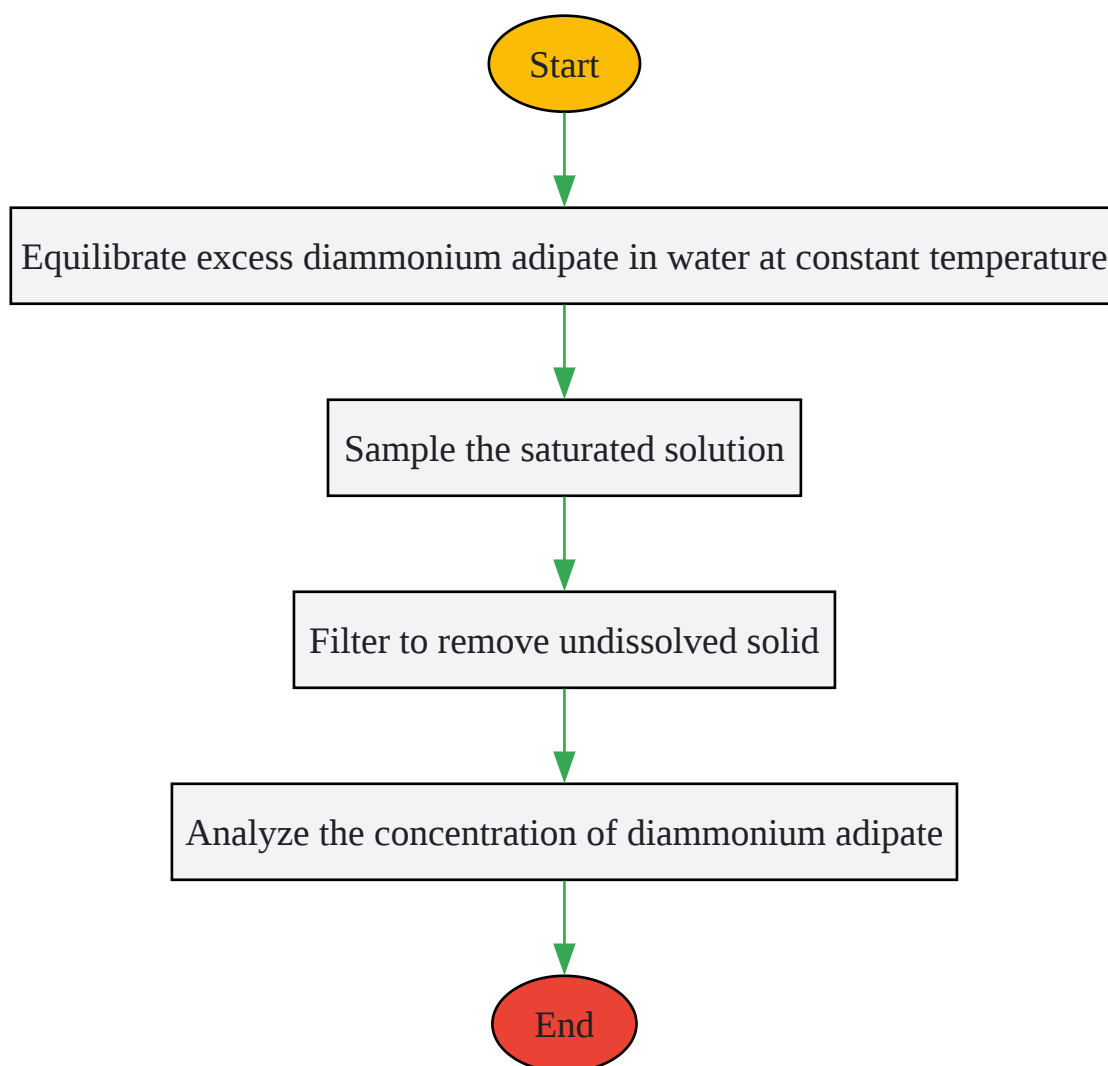 Start
Equilibrate excess diammonium adipate in water at constant temperature
Sample the saturated solution
Filter to remove undissolved solid
Analyze the concentration of diammonium adipate
End